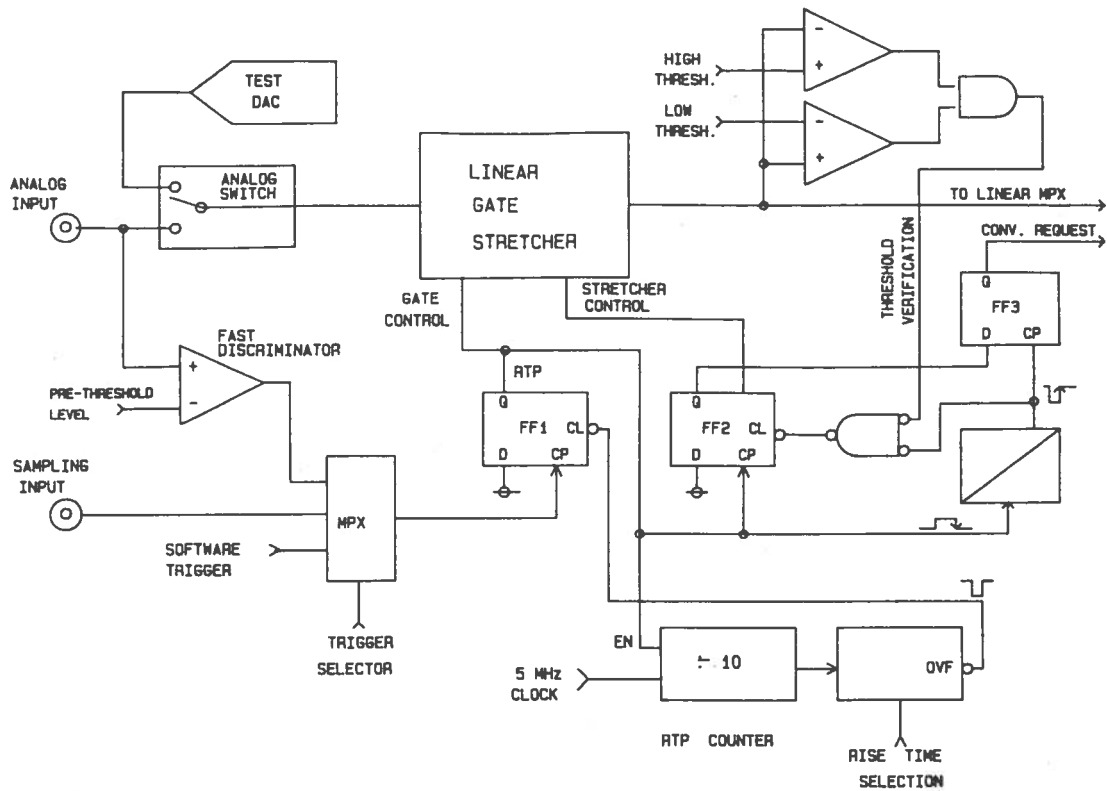 TEST
DAC
HIGH
THRESH.
LOW
THRESH.
-
+
-
+
ANALOG
INPUT
ANALOG
SWITCH
LINEAR
GATE
STRETCHER
TO LINEAR MPX
CONV. REQUEST
THRESHOLD
VERIFICATION
GATE
CONTROL
STRETCHER
CONTROL
Q
FF3
D CP
FAST
DISCRIMINATOR
+
-
PRE-THRESHOLD
LEVEL
RTP
Q
FF1 CL
D CP
Q
FF2 CL
D CP
SAMPLING
INPUT
MPX
SOFTWARE
TRIGGER
TRIGGER
SELECTOR
EN
÷ 10
5 MHz
CLOCK
OVF
RTP COUNTER
RISE TIME
SELECTION